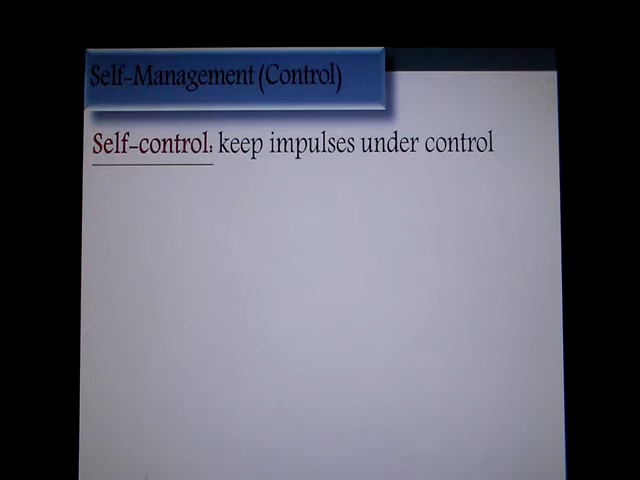 Self-Management (Control)
Self-control: keep impulses under control